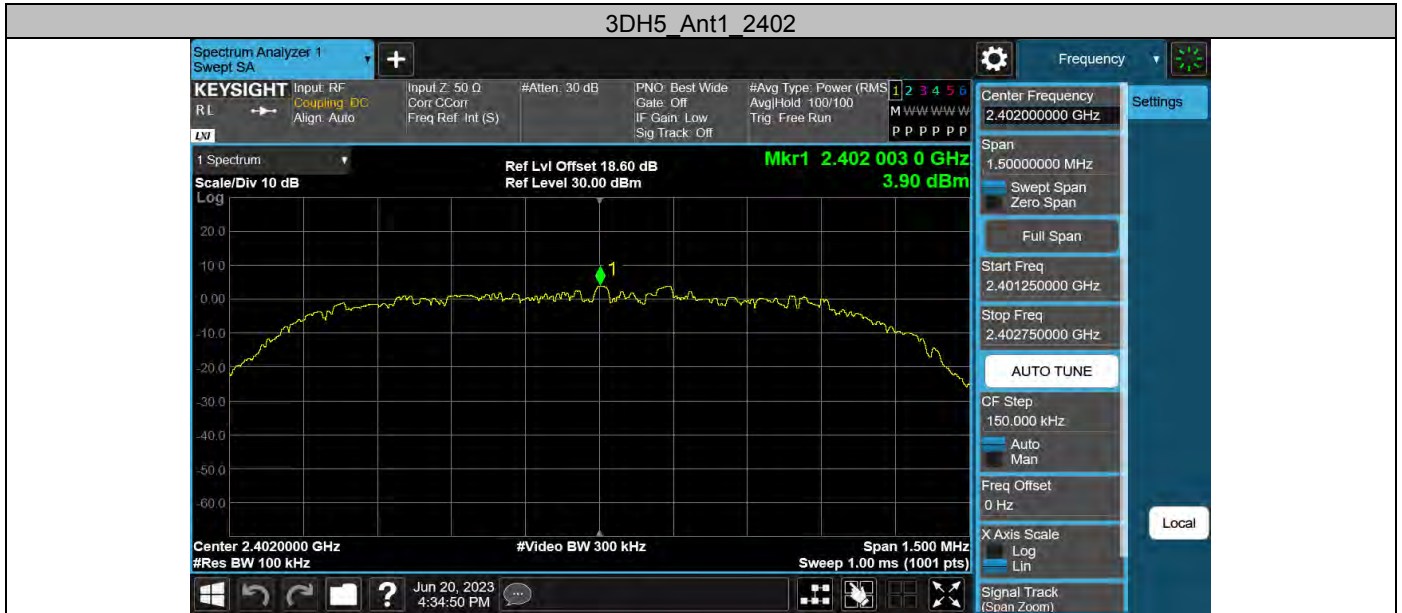 3DH5_Ant1_2402
Spectrum Analyzer 1
Swept SA
+
Frequency
KEYSIGHT
RL
LXI
Input: RF
Coupling: DC
Align: Auto
Input Z: 50 Ω
Corr CCorr
Freq Ref: Int (S)
#Atten: 30 dB
PNO: Best Wide
Gate: Off
IF Gain: Low
Sig Track: Off
#Avg Type: Power (RMS
Avg|Hold: 100/100
Trig: Free Run
1 2 3 4 5 6
M W W W W W
P P P P P P
Center Frequency
2.402000000 GHz
Settings
1 Spectrum
Scale/Div 10 dB
Ref Lvl Offset 18.60 dB
Ref Level 30.00 dBm
Mkr1 2.402 003 0 GHz
3.90 dBm
Span
1.50000000 MHz
Swept Span
Zero Span
Full Span
Start Freq
2.401250000 GHz
Stop Freq
2.402750000 GHz
AUTO TUNE
CF Step
150.000 kHz
Auto
Man
Freq Offset
0 Hz
X Axis Scale
Log
Lin
Signal Track
(Span Zoom)
Local
Log
20.0
10.0
0.00
-10.0
-20.0
-30.0
-40.0
-50.0
-60.0
1
Center 2.4020000 GHz
#Res BW 100 kHz
#Video BW 300 kHz
Span 1.500 MHz
Sweep 1.00 ms (1001 pts)
?
Jun 20, 2023
4:34:50 PM